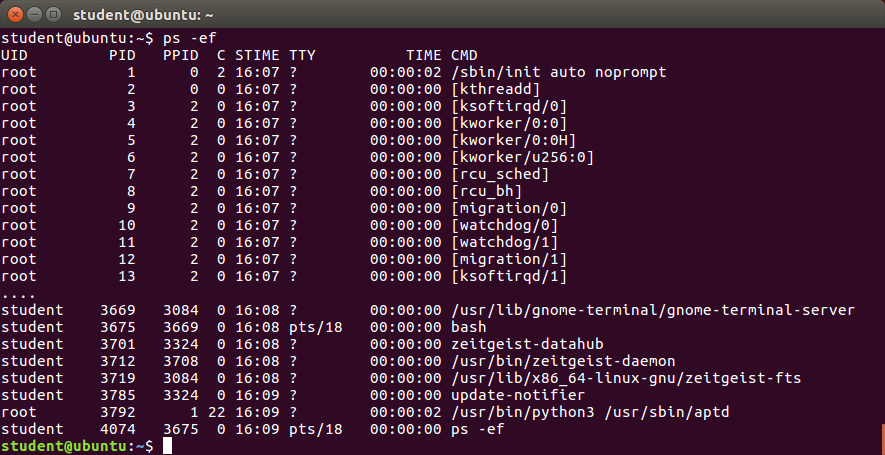 student@ubuntu: ~
student@ubuntu:~$ ps -ef
UID        PID  PPID  C STIME TTY          TIME CMD
root         1     0  2 16:07 ?        00:00:02 /sbin/init auto noprompt
root         2     0  0 16:07 ?        00:00:00 [kthreadd]
root         3     2  0 16:07 ?        00:00:00 [ksoftirqd/0]
root         4     2  0 16:07 ?        00:00:00 [kworker/0:0]
root         5     2  0 16:07 ?        00:00:00 [kworker/0:0H]
root         6     2  0 16:07 ?        00:00:00 [kworker/u256:0]
root         7     2  0 16:07 ?        00:00:00 [rcu_sched]
root         8     2  0 16:07 ?        00:00:00 [rcu_bh]
root         9     2  0 16:07 ?        00:00:00 [migration/0]
root        10     2  0 16:07 ?        00:00:00 [watchdog/0]
root        11     2  0 16:07 ?        00:00:00 [watchdog/1]
root        12     2  0 16:07 ?        00:00:00 [migration/1]
root        13     2  0 16:07 ?        00:00:00 [ksoftirqd/1]
....
student   3669  3084  0 16:08 ?        00:00:00 /usr/lib/gnome-terminal/gnome-terminal-server
student   3675  3669  0 16:08 pts/18   00:00:00 bash
student   3701  3324  0 16:08 ?        00:00:00 zeitgeist-datahub
student   3712  3708  0 16:08 ?        00:00:00 /usr/bin/zeitgeist-daemon
student   3719  3084  0 16:08 ?        00:00:00 /usr/lib/x86_64-linux-gnu/zeitgeist-fts
student   3785  3324  0 16:09 ?        00:00:00 update-notifier
root      3792     1 22 16:09 ?        00:00:02 /usr/bin/python3 /usr/sbin/aptd
student   4074  3675  0 16:09 pts/18   00:00:00 ps -ef
student@ubuntu:~$